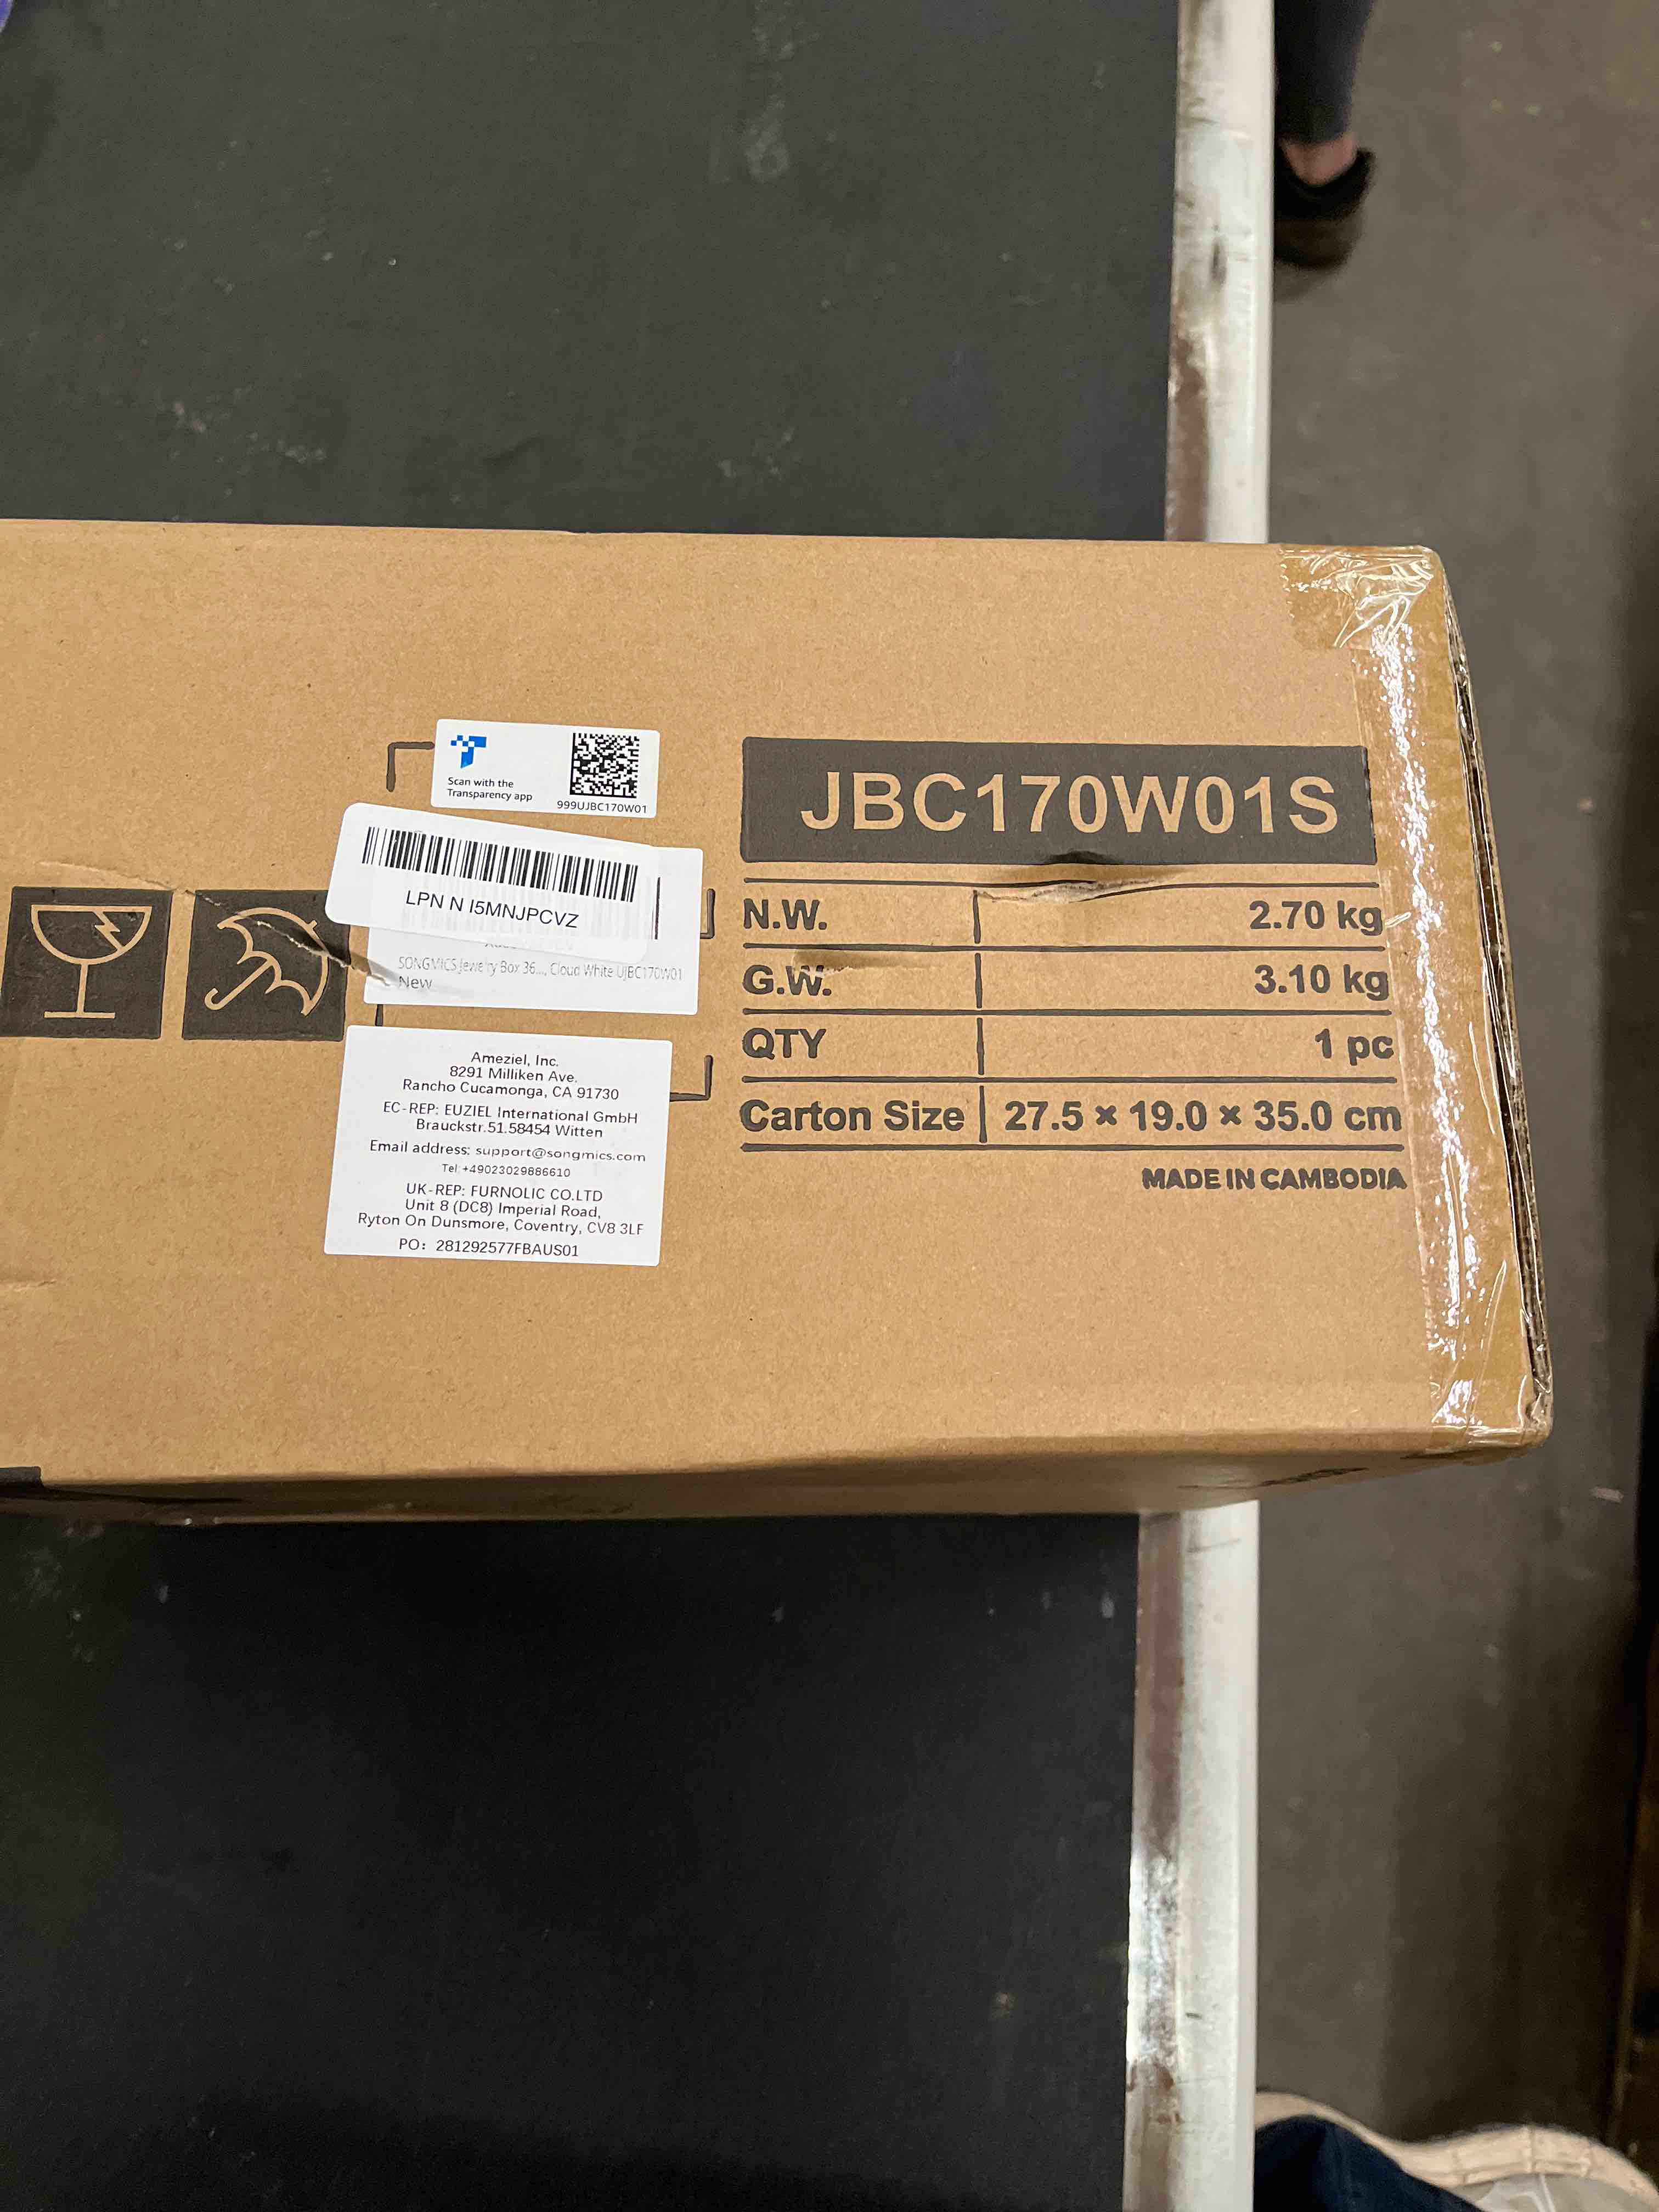 Scan with the
Transparency app
999UJBC170W01
LPN N I5MNJPCVZ
SONGMICS Jewelry Box 36..., Cloud White UJBC170W01
New
Ameziel, Inc.
8291 Milliken Ave.
Rancho Cucamonga, CA 91730
EC-REP: EUZIEL International GmbH
Brauckstr.51.58454 Witten
Email address: support@songmics.com
Tel: +49023029886610
UK-REP: FURNOLIC CO.LTD
Unit 8 (DC8) Imperial Road,
Ryton On Dunsmore, Coventry, CV8 3LF
PO: 281292577FBAUS01
JBC170W01S
N.W. 2.70 kg
G.W. 3.10 kg
QTY 1 pc
Carton Size 27.5 × 19.0 × 35.0 cm
MADE IN CAMBODIA